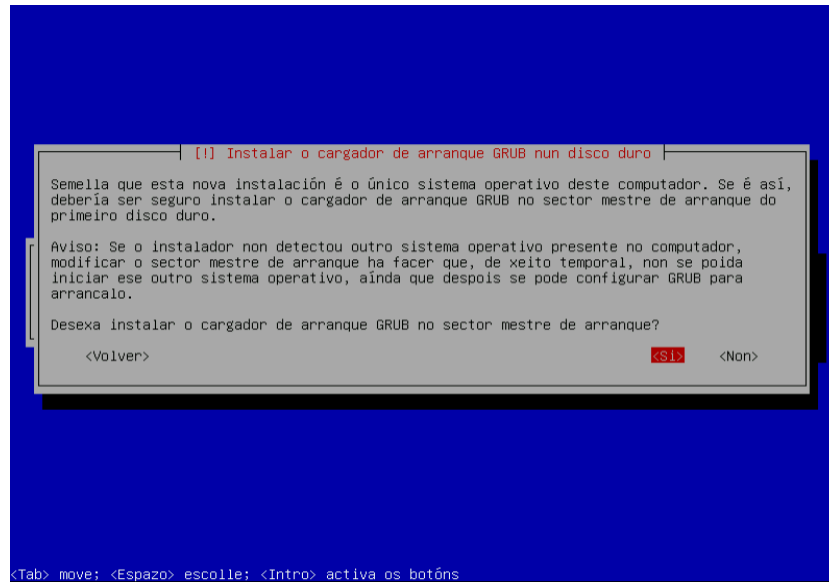 [!] Instalar o cargador de arranque GRUB nun disco duro
Semella que esta nova instalación é o único sistema operativo deste computador. Se é así,
debería ser seguro instalar o cargador de arranque GRUB no sector mestre de arranque do
primeiro disco duro.
Aviso: Se o instalador non detectou outro sistema operativo presente no computador,
modificar o sector mestre de arranque ha facer que, de xeito temporal, non se poida
iniciar ese outro sistema operativo, aínda que despois se pode configurar GRUB para
arrancalo.
Desexa instalar o cargador de arranque GRUB no sector mestre de arranque?
<Volver> <Si> <Non>
<Tab> move; <Espazo> escolle; <Intro> activa os botóns